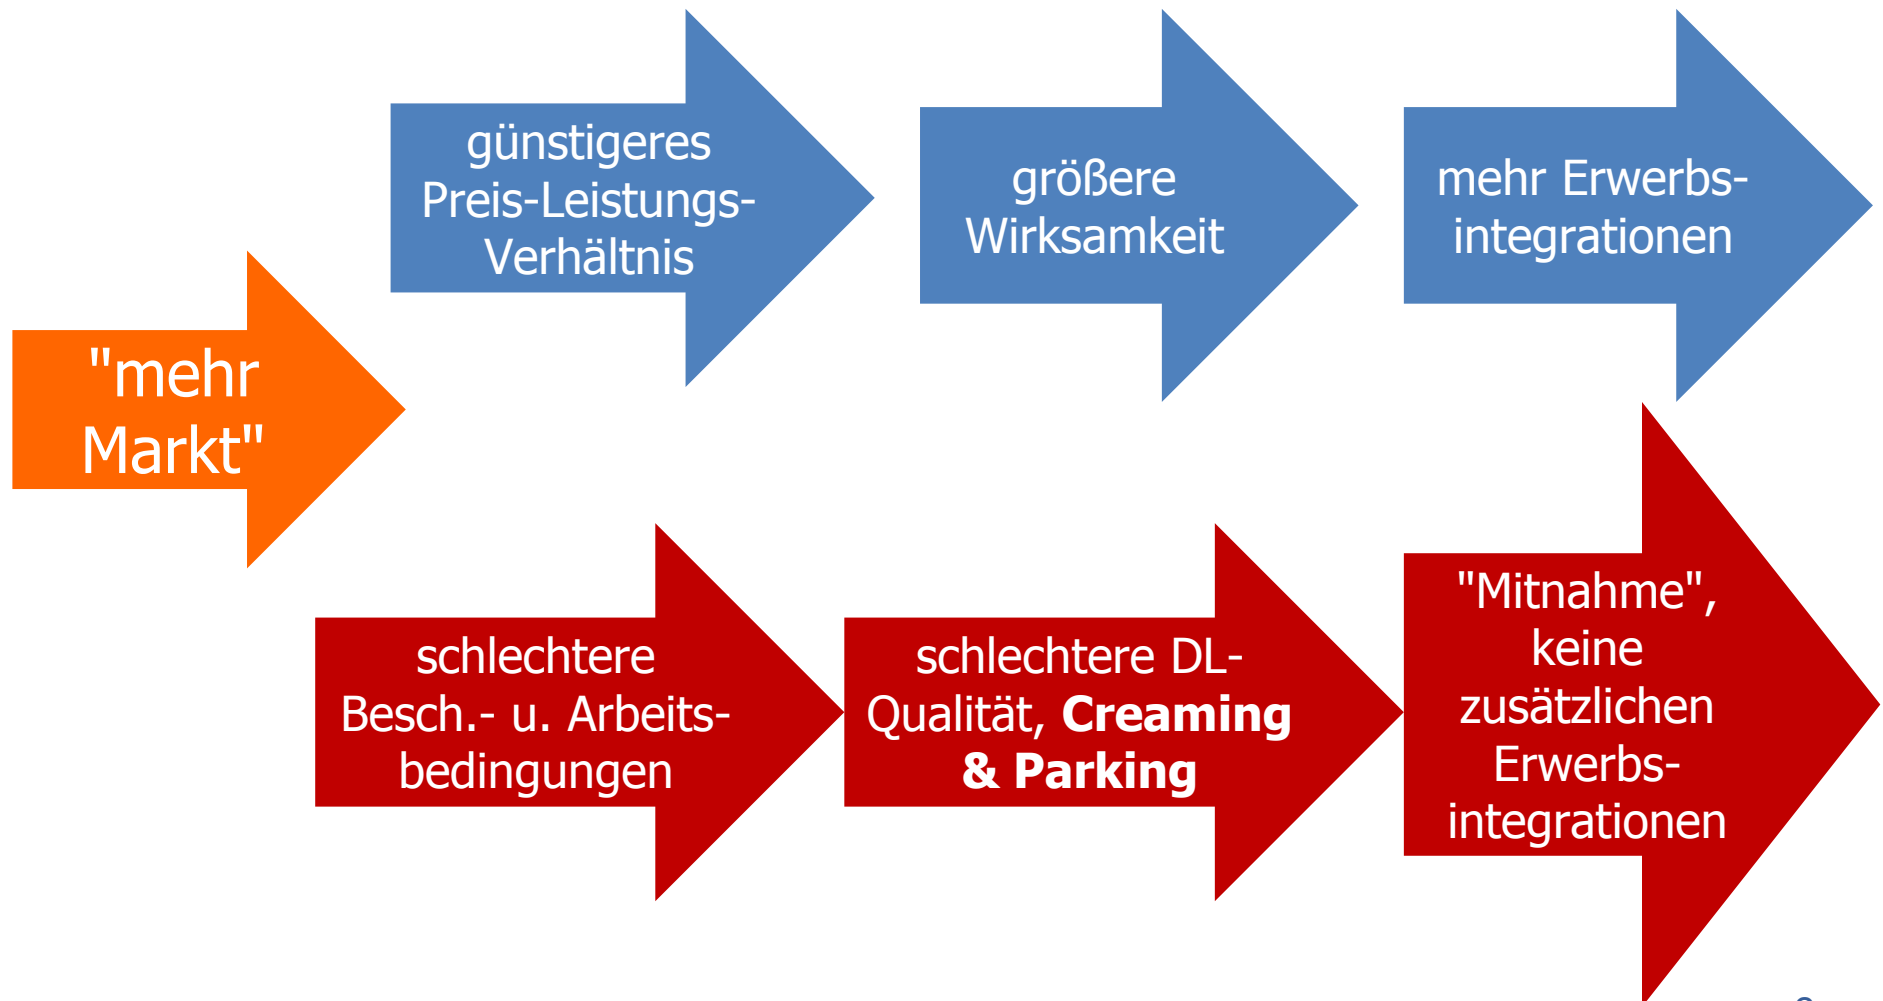 "mehr
Markt"
günstigeres
Preis-Leistungs-
Verhältnis
größere
Wirksamkeit
mehr Erwerbs-
integrationen
schlechtere
Besch.- u. Arbeits-
bedingungen
schlechtere DL-
Qualität, Creaming
& Parking
"Mitnahme",
keine
zusätzlichen
Erwerbs-
integrationen